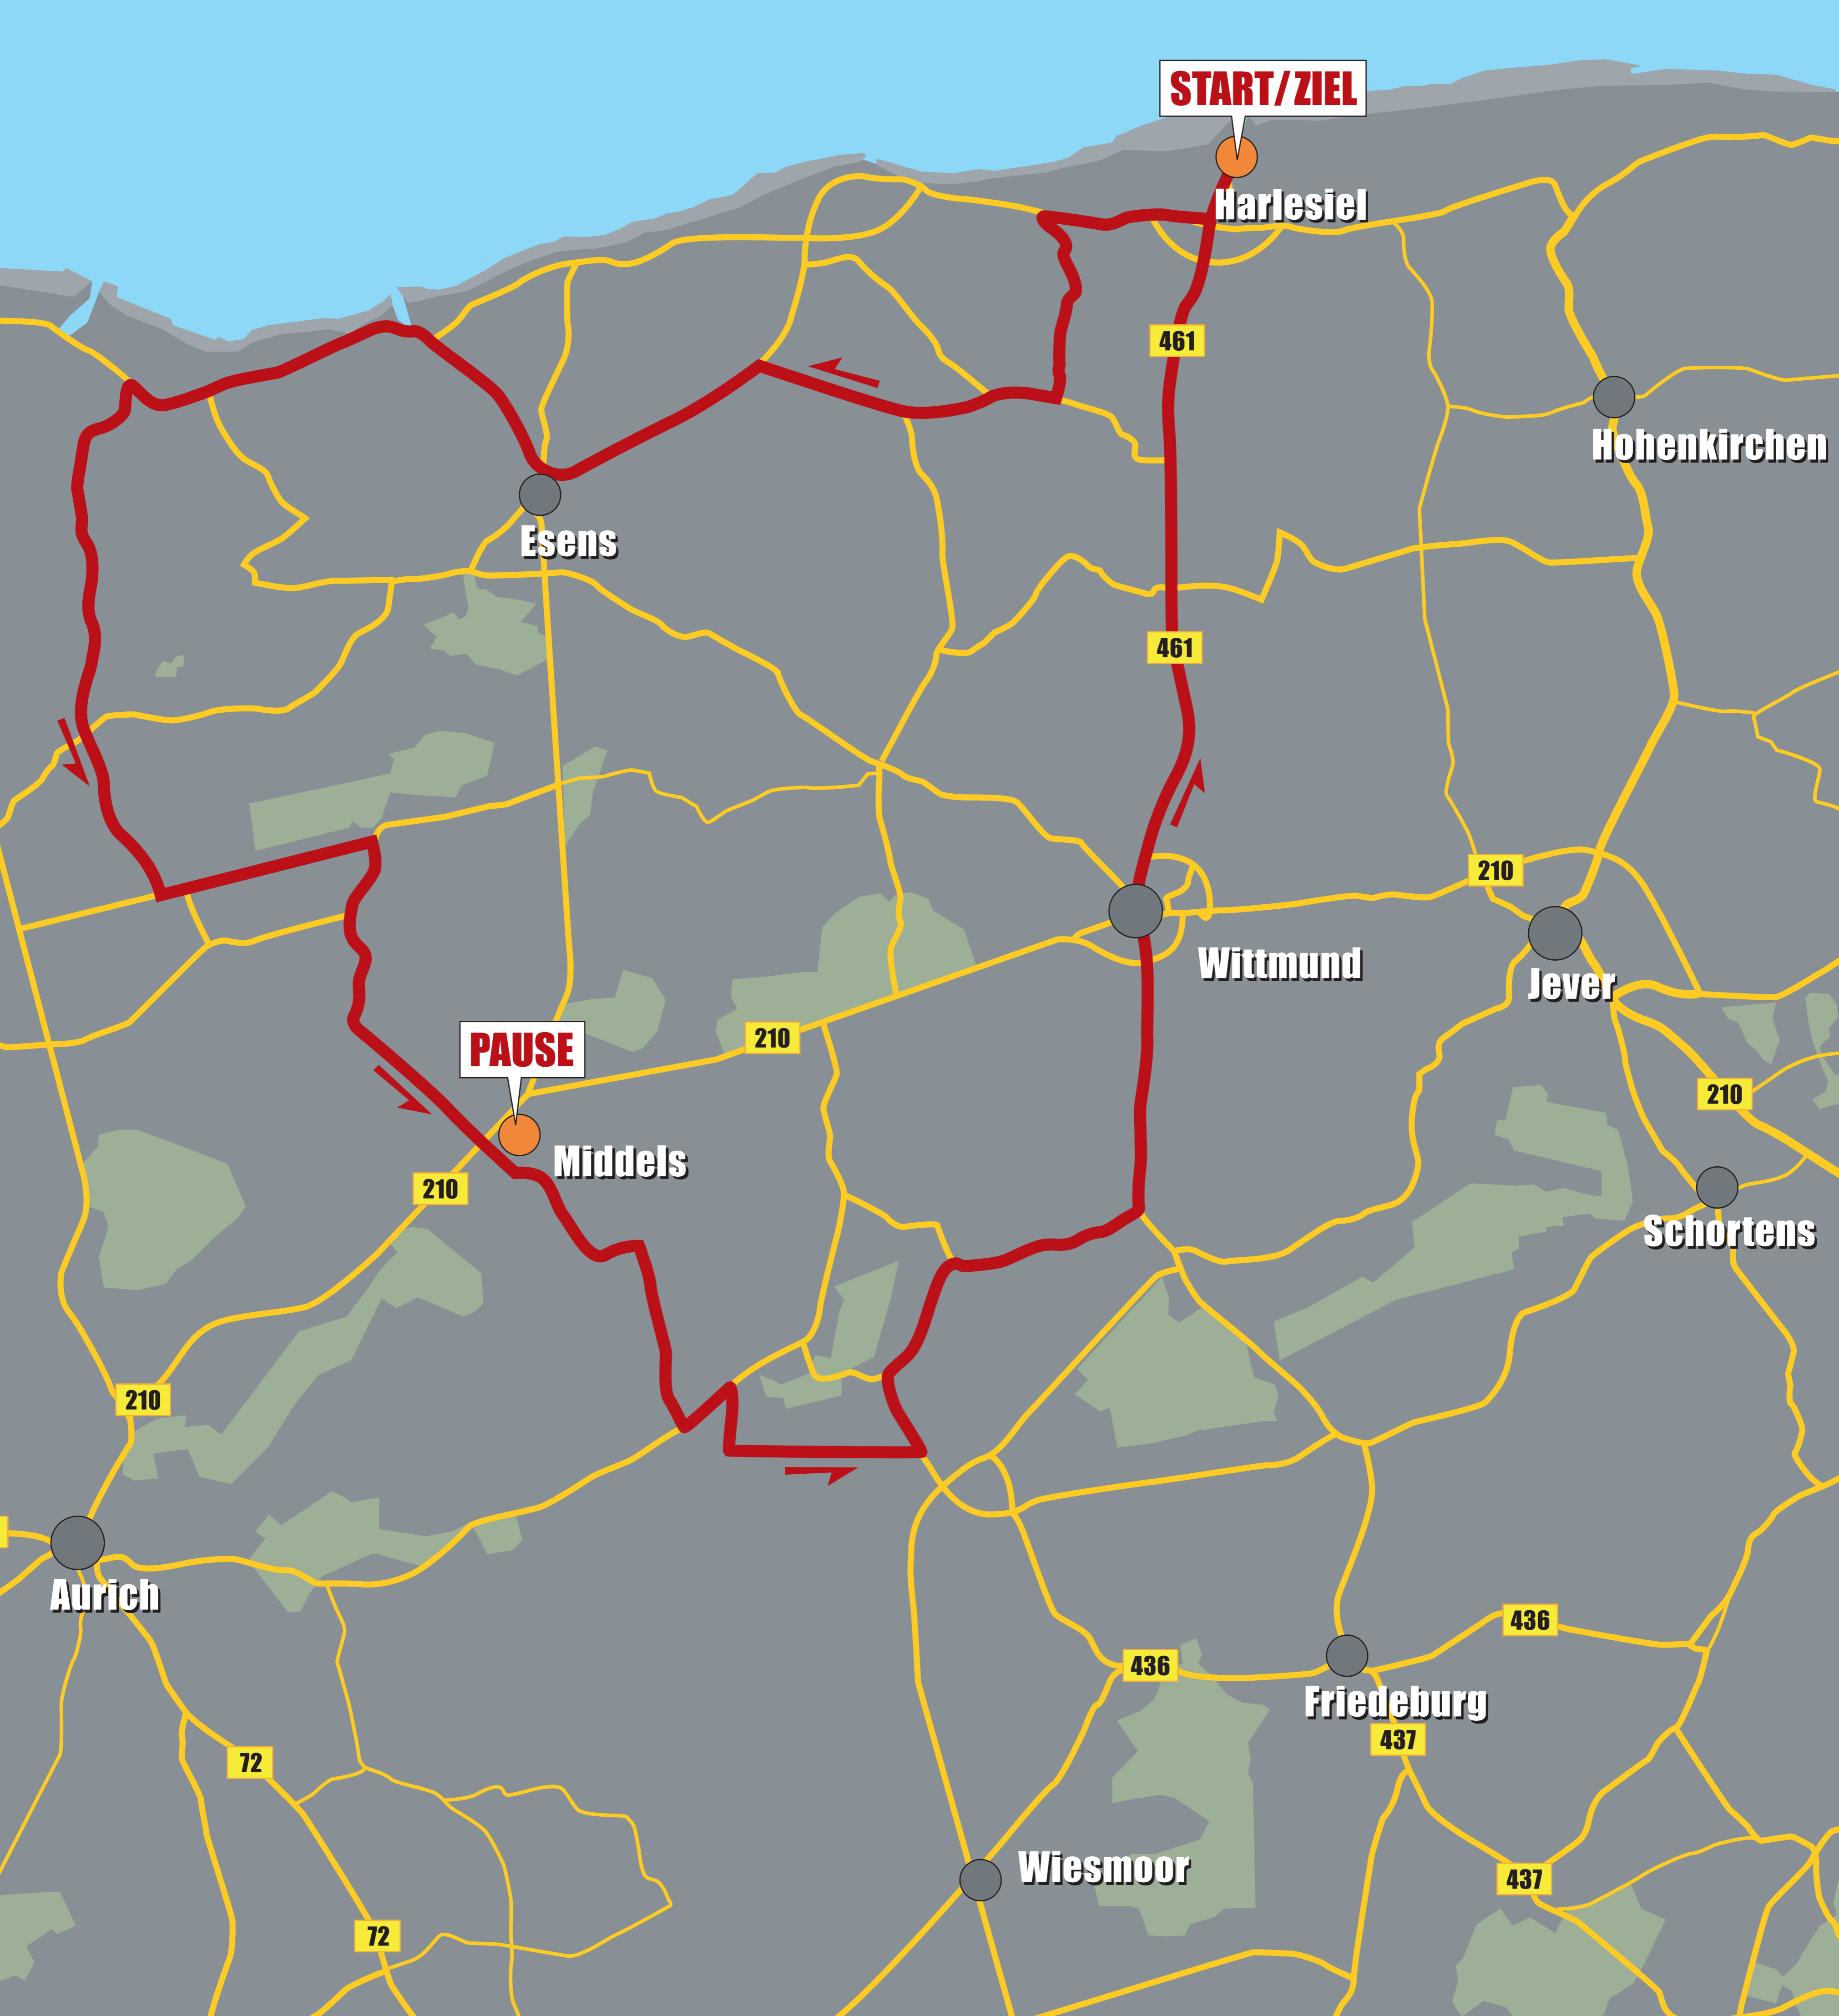 START/ZIEL
Harlesiel
461
Hohenkirchen
Esens
461
210
Wittmund
Jever
210
PAUSE
210
Middels
210
Schortens
210
Aurich
436
436
Friedeburg
437
72
Wiesmoor
437
72